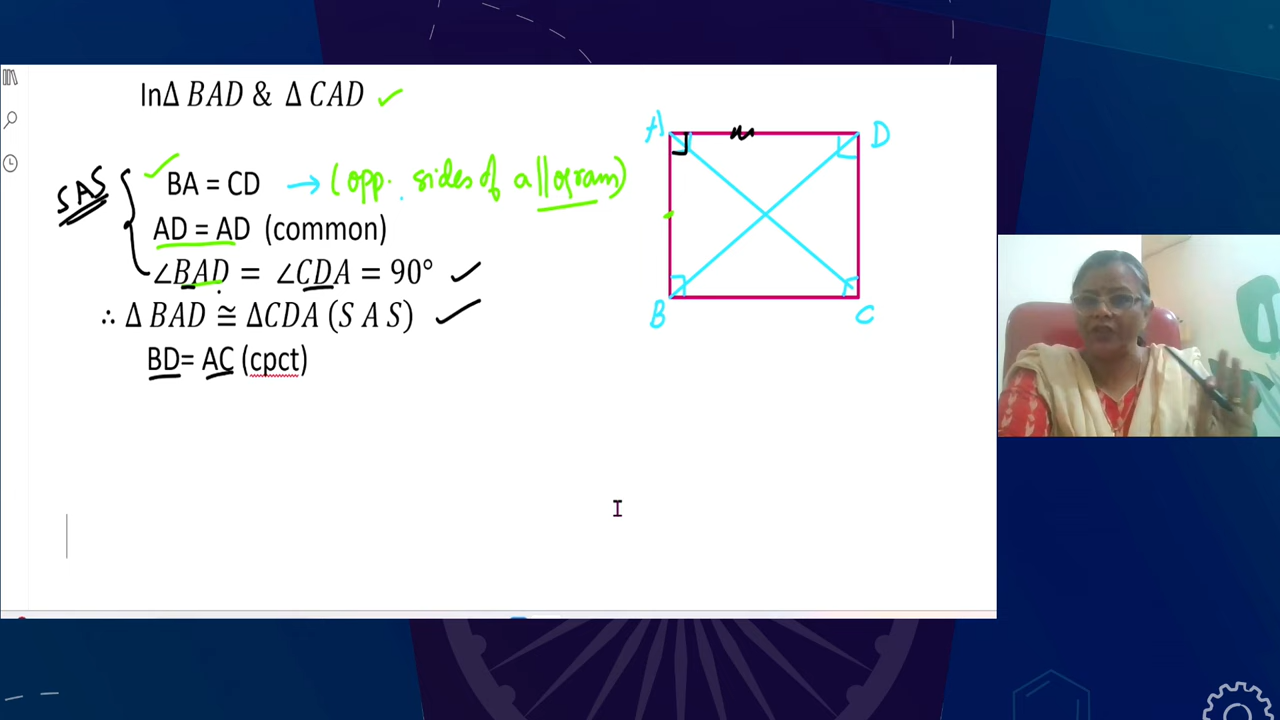 In∆ BAD & ∆ CAD ✓
SAS
✓ BA = CD → (opp. sides of a ||ogram)
AD = AD (common)
∠BAD = ∠CDA = 90° ✓
∴ ∆ BAD ≅ ∆CDA (S A S) ✓
BD= AC (cpct)
A D
B C